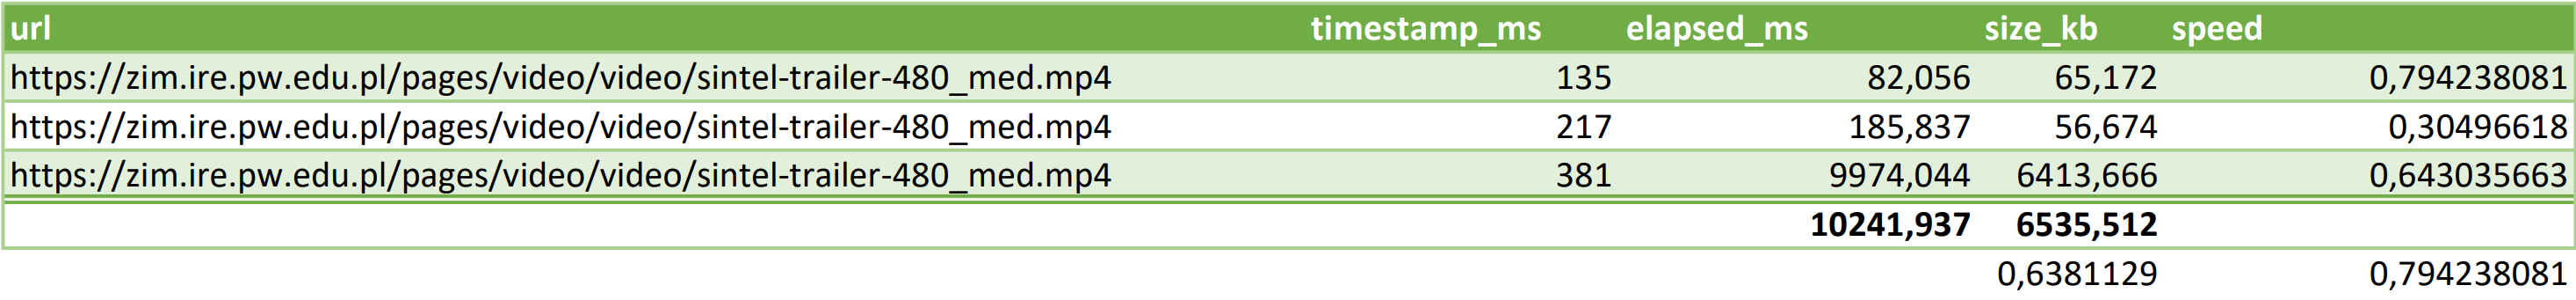 url timestamp_ms elapsed_ms size_kb speed
https://zim.ire.pw.edu.pl/pages/video/video/sintel-trailer-480_med.mp4 135 82,056 65,172 0,794238081
https://zim.ire.pw.edu.pl/pages/video/video/sintel-trailer-480_med.mp4 217 185,837 56,674 0,30496618
https://zim.ire.pw.edu.pl/pages/video/video/sintel-trailer-480_med.mp4 381 9974,044 6413,666 0,643035663
10241,937 6535,512
0,6381129 0,794238081